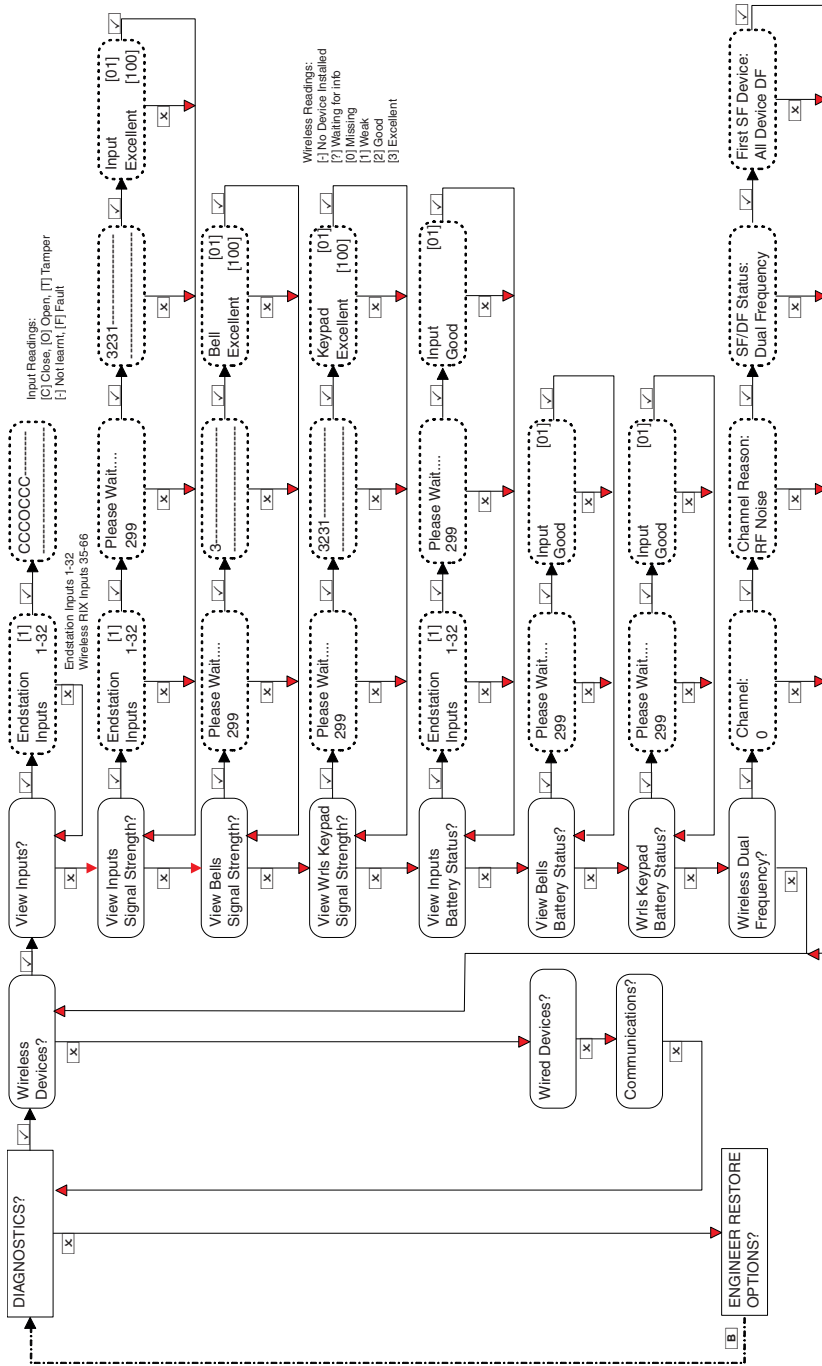 DIAGNOSTICS?
Wireless
Devices?
View Inputs?
Endstation [1]
Inputs 1-32
CCCOCCC---------
----------------
Input Readings:
[C] Close, [O] Open, [T] Tamper
[-] Not learnt, [F] Fault
Endstation Inputs 1-32
Wireless RIX Inputs 35-66
View Inputs
Signal Strength?
Endstation [1]
Inputs 1-32
Please Wait....
299
3231------------
----------------
Input [01]
Excellent [100]
View Bells
Signal Strength?
Please Wait....
299
3---------------
----------------
Bell [01]
Excellent [100]
View Wrls Keypad
Signal Strength?
Please Wait....
299
3231------------
----------------
Keypad [01]
Excellent [100]
Wireless Readings:
[-] No Device Installed
[?] Waiting for info
[0] Missing
[1] Weak
[2] Good
[3] Excellent
View Inputs
Battery Status?
Endstation [1]
Inputs 1-32
Please Wait....
299
Input [01]
Good
Wired Devices?
View Bells
Battery Status?
Please Wait....
299
Input [01]
Good
Communications?
Wrls Keypad
Battery Status?
Please Wait....
299
Input [01]
Good
ENGINEER RESTORE
OPTIONS?
B
Wireless Dual
Frequency?
Channel:
0
Channel Reason:
RF Noise
SF/DF Status:
Dual Frequency
First SF Device:
All Device DF